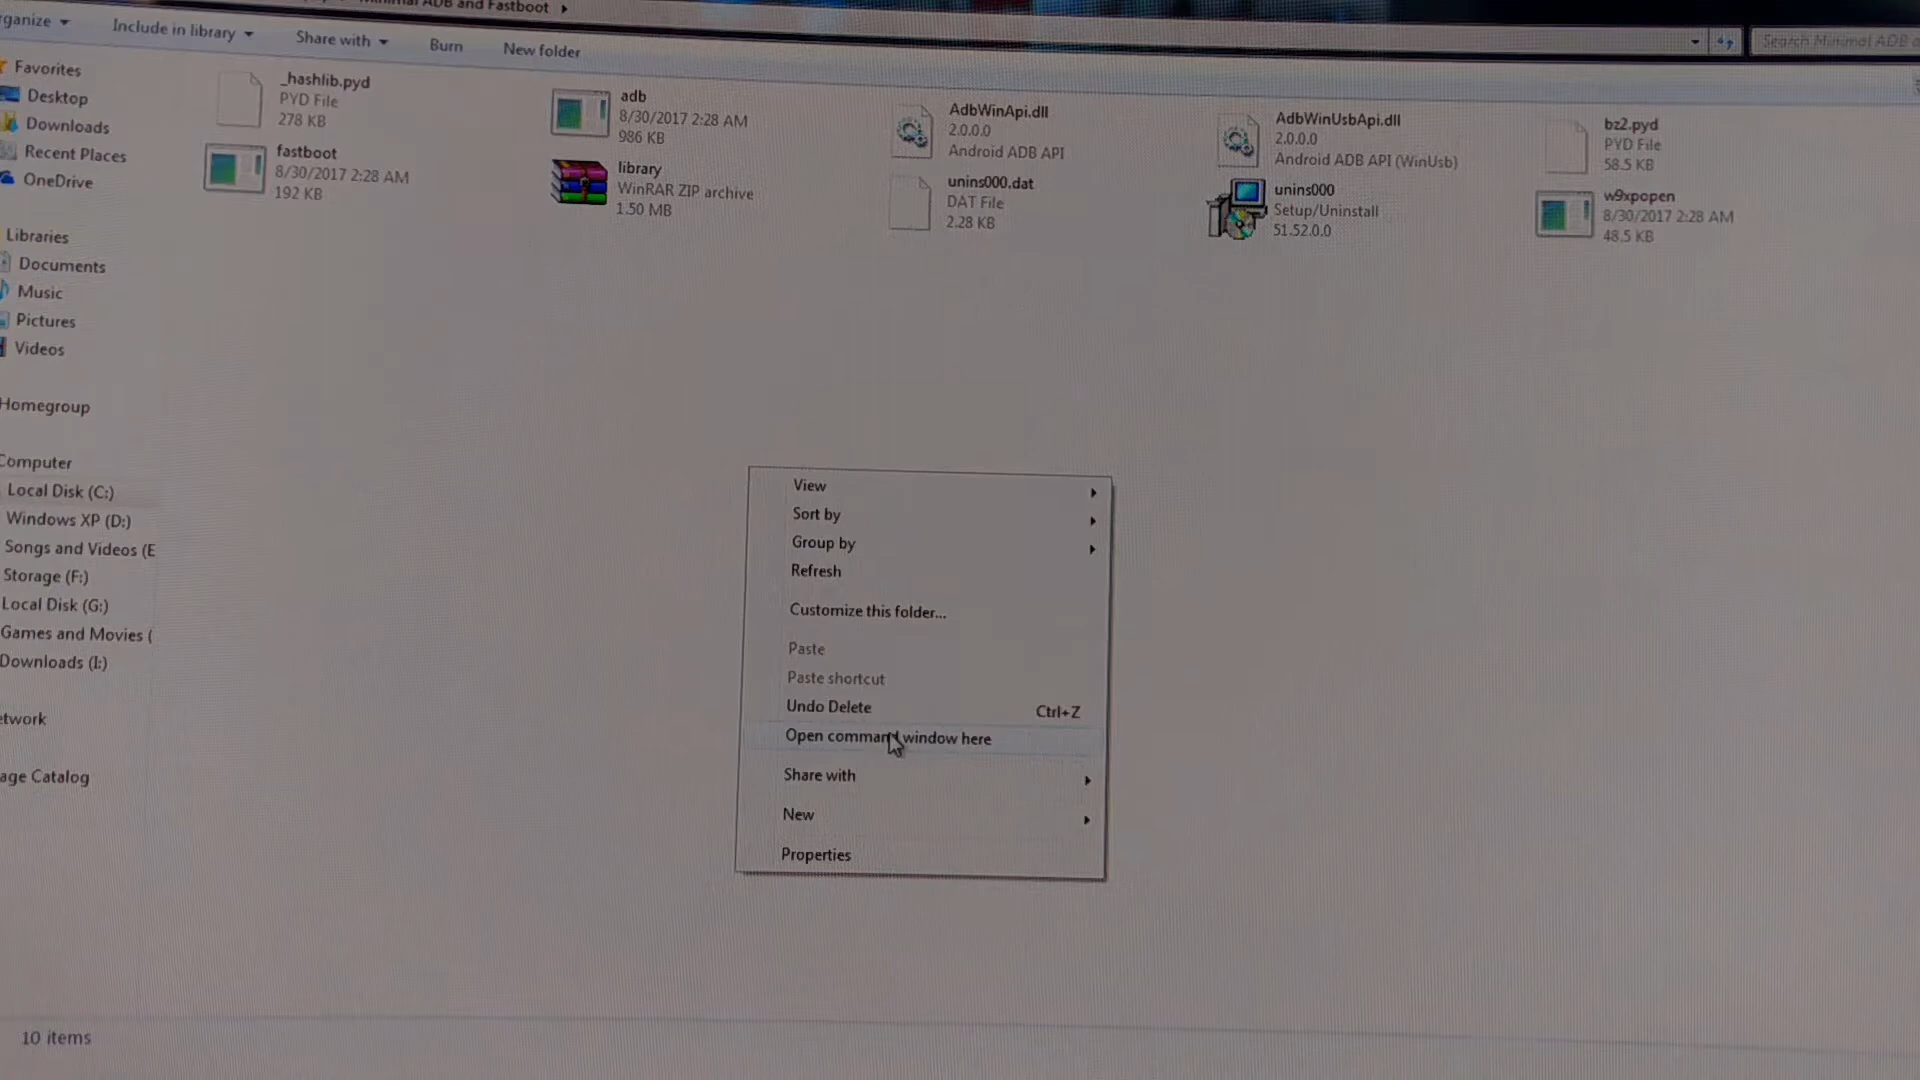 Minimal ADB and Fastboot
Include in library
Share with
Burn
New folder
Search Minimal ADB
Favorites
Desktop
Downloads
Recent Places
OneDrive
Libraries
Documents
Music
Pictures
Videos
Homegroup
Computer
Local Disk (C:)
Windows XP (D:)
Songs and Videos (E
Storage (F:)
Local Disk (G:)
Games and Movies (
Downloads (I:)
etwork
age Catalog
_hashlib.pyd
PYD File
278 KB
adb
8/30/2017 2:28 AM
986 KB
AdbWinApi.dll
2.0.0.0
Android ADB API
AdbWinUsbApi.dll
2.0.0.0
Android ADB API (WinUsb)
bz2.pyd
PYD File
58.5 KB
fastboot
8/30/2017 2:28 AM
192 KB
library
WinRAR ZIP archive
1.50 MB
unins000.dat
DAT File
2.28 KB
unins000
Setup/Uninstall
51.52.0.0
w9xpopen
8/30/2017 2:28 AM
48.5 KB
View
Sort by
Group by
Refresh
Customize this folder...
Paste
Paste shortcut
Undo Delete Ctrl+Z
Open command window here
Share with
New
Properties
10 items